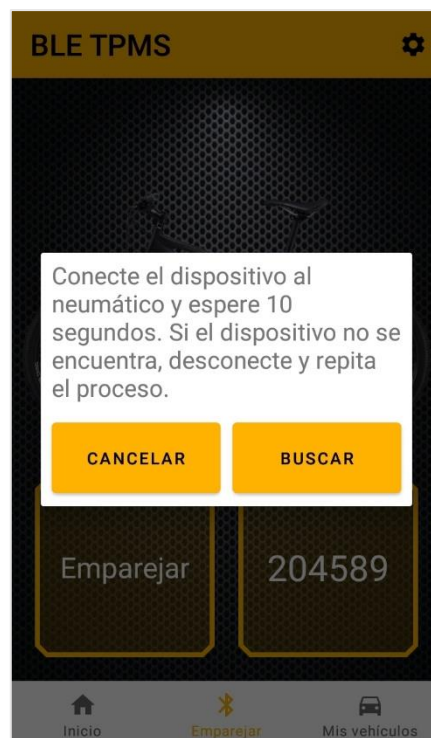 BLE TPMS
Conecte el dispositivo al
neumático y espere 10
segundos. Si el dispositivo no se
encuentra, desconecte y repita
el proceso.
CANCELAR BUSCAR
Emparejar 204589
Inicio Emparejar Mis vehículos